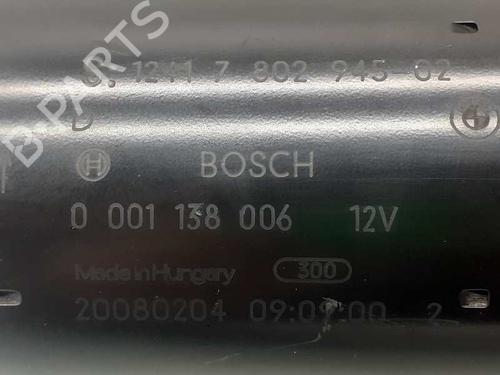 B-PARTS
1241 7 802 945-02
D
BOSCH
0 001 138 006 12V
Made in Hungary 300
20080204 09:09:00 2